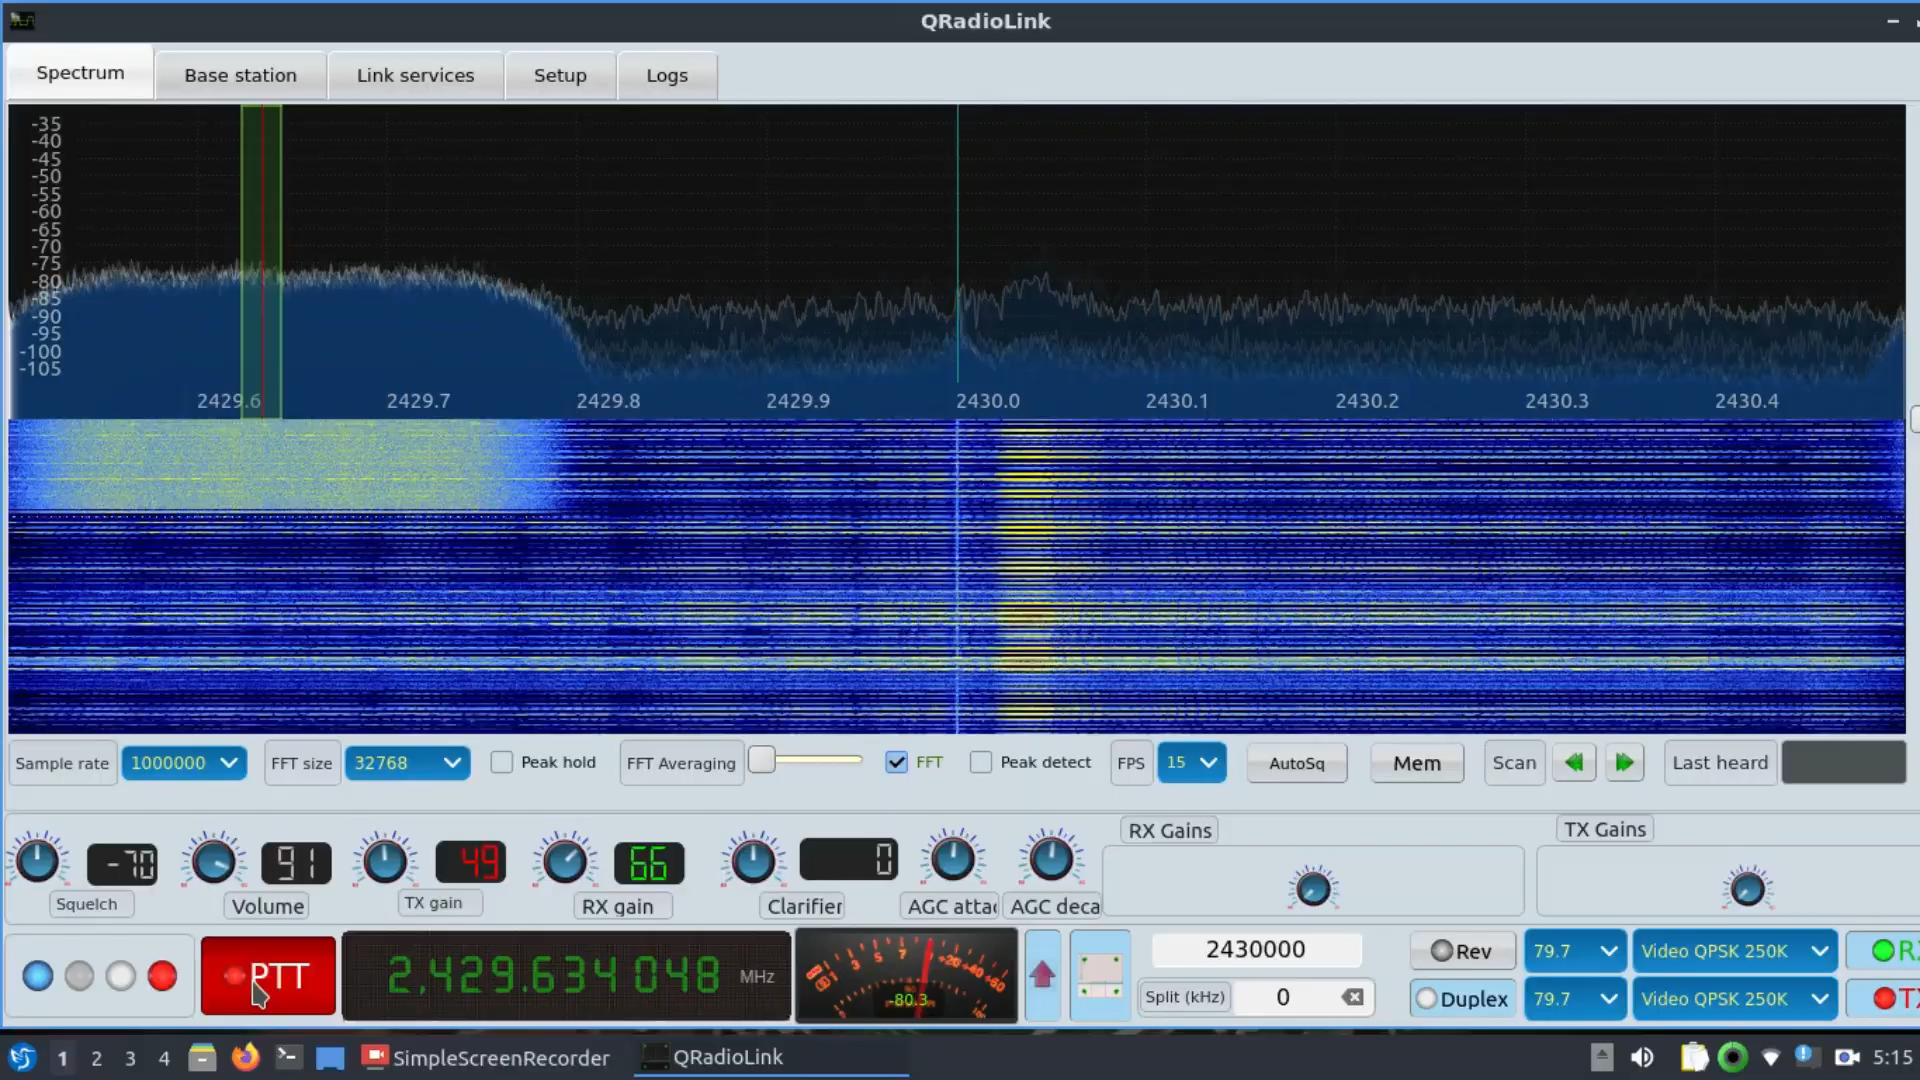 QRadioLink
Spectrum Base station Link services Setup Logs
-35
-40
-45
-50
-55
-60
-65
-70
-75
-80
-85
-90
-95
-100
-105
2429.6 2429.7 2429.8 2429.9 2430.0 2430.1 2430.2 2430.3 2430.4
Sample rate 1000000 FFT size 32768 Peak hold FFT Averaging FFT Peak detect FPS 15 AutoSq Mem Scan Last heard
RX Gains TX Gains
-70 91 49 66 0
Squelch Volume TX gain RX gain Clarifier AGC atta AGC deca
PTT 2,429.634 048 MHz -80.3 2430000 Rev 79.7 Video QPSK 250K R
Split (kHz) 0 Duplex 79.7 Video QPSK 250K T
1 2 3 4 SimpleScreenRecorder QRadioLink 5:15